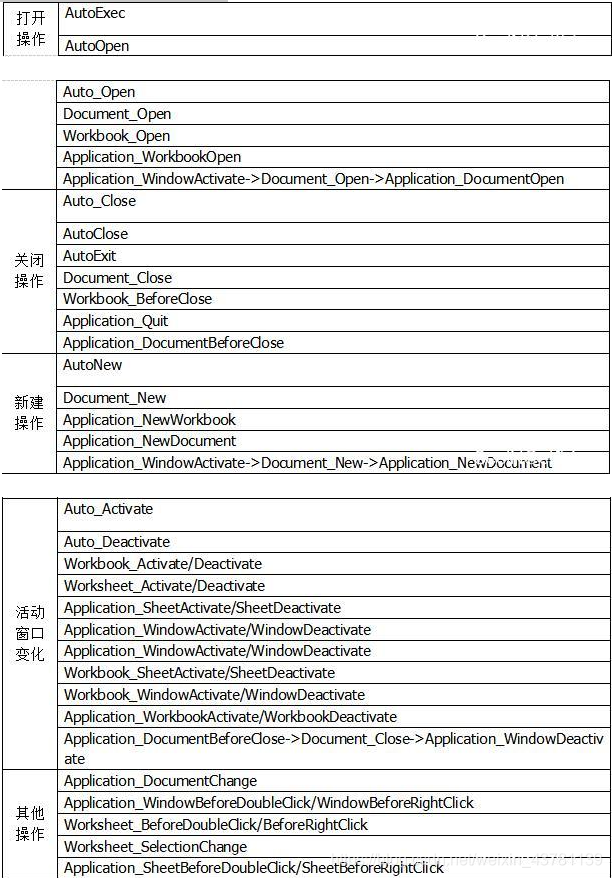 打开
操作
AutoExec
AutoOpen
Auto_Open
Document_Open
Workbook_Open
Application_WorkbookOpen
Application_WindowActivate->Document_Open->Application_DocumentOpen
关闭
操作
Auto_Close
AutoClose
AutoExit
Document_Close
Workbook_BeforeClose
Application_Quit
Application_DocumentBeforeClose
新建
操作
AutoNew
Document_New
Application_NewWorkbook
Application_NewDocument
Application_WindowActivate->Document_New->Application_NewDocument
活动
窗口
变化
Auto_Activate
Auto_Deactivate
Workbook_Activate/Deactivate
Worksheet_Activate/Deactivate
Application_SheetActivate/SheetDeactivate
Application_WindowActivate/WindowDeactivate
Application_WindowActivate/WindowDeactivate
Workbook_SheetActivate/SheetDeactivate
Workbook_WindowActivate/WindowDeactivate
Application_WorkbookActivate/WorkbookDeactivate
Application_DocumentBeforeClose->Document_Close->Application_WindowDeactiv
ate
其他
操作
Application_DocumentChange
Application_WindowBeforeDoubleClick/WindowBeforeRightClick
Worksheet_BeforeDoubleClick/BeforeRightClick
Worksheet_SelectionChange
Application_SheetBeforeDoubleClick/SheetBeforeRightClick